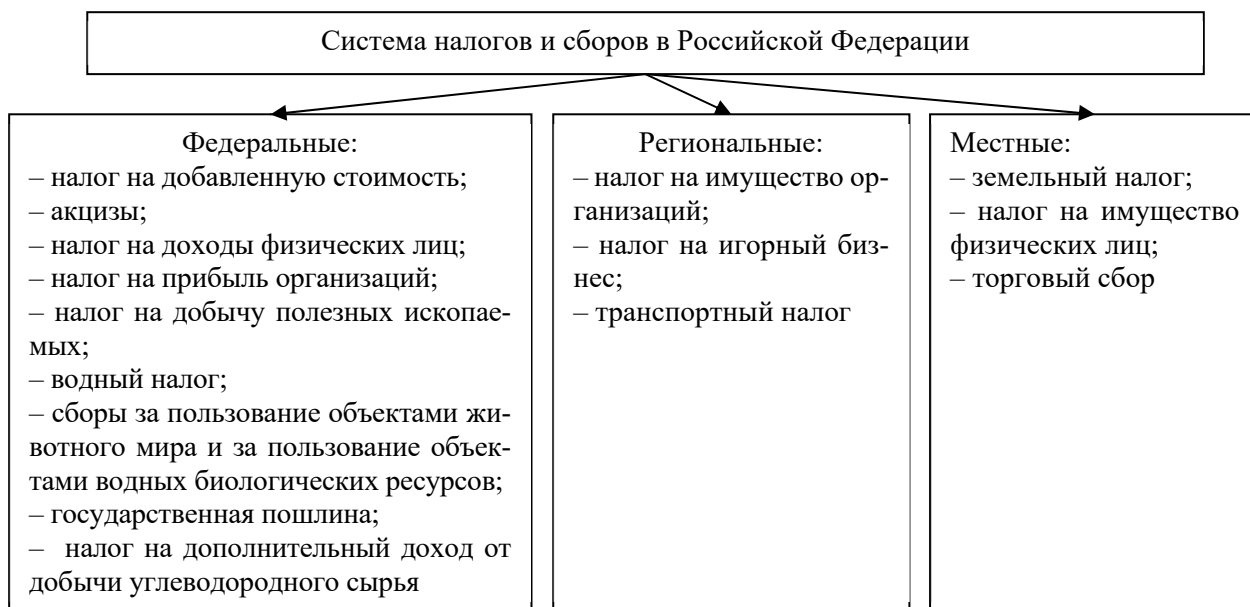 Система налогов и сборов в Российской Федерации
Федеральные:
– налог на добавленную стоимость;
– акцизы;
– налог на доходы физических лиц;
– налог на прибыль организаций;
– налог на добычу полезных ископае-
мых;
– водный налог;
– сборы за пользование объектами жи-
вотного мира и за пользование объек-
тами водных биологических ресурсов;
– государственная пошлина;
– налог на дополнительный доход от
добычи углеводородного сырья
Региональные:
– налог на имущество ор-
ганизаций;
– налог на игорный биз-
нес;
– транспортный налог
Местные:
– земельный налог;
– налог на имущество
физических лиц;
– торговый сбор